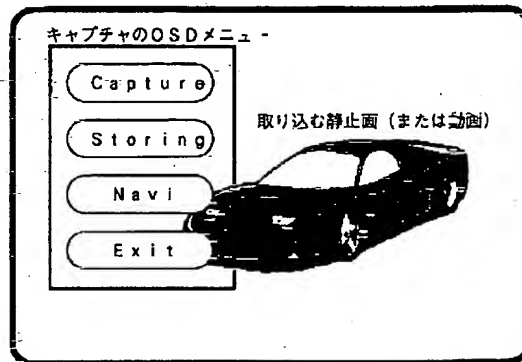 キャプチャのOSDメニュー
Capture
取り込む静止画（または動画）
Storing
Navi
Exit